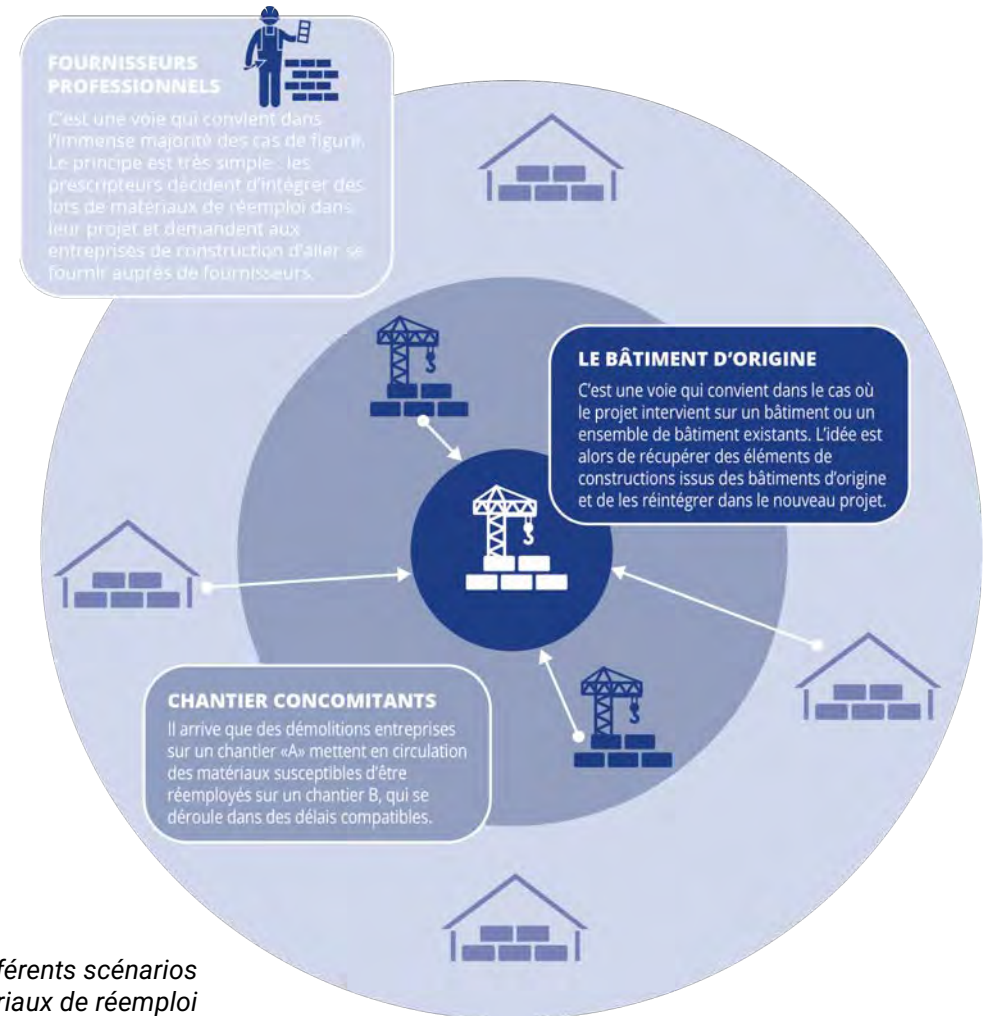 FOURNISSEURS
PROFESSIONNELS
C'est une voie qui convient dans
l'immense majorité des cas de figure.
Le principe est très simple : les
prescripteurs décident d'intégrer des
lots de matériaux de réemploi dans
leur projet et demandent aux
entreprises de construction d'aller se
fournir auprès de fournisseurs.
LE BÂTIMENT D'ORIGINE
C'est une voie qui convient dans le cas où
le projet intervient sur un bâtiment ou un
ensemble de bâtiment existants. L'idée est
alors de récupérer des éléments de
constructions issus des bâtiments d'origine
et de les réintégrer dans le nouveau projet.
CHANTIER CONCOMITANTS
Il arrive que des démolitions entreprises
sur un chantier «A» mettent en circulation
des matériaux susceptibles d'être
réemployés sur un chantier B, qui se
déroule dans des délais compatibles.
férents scénarios
riaux de réemploi